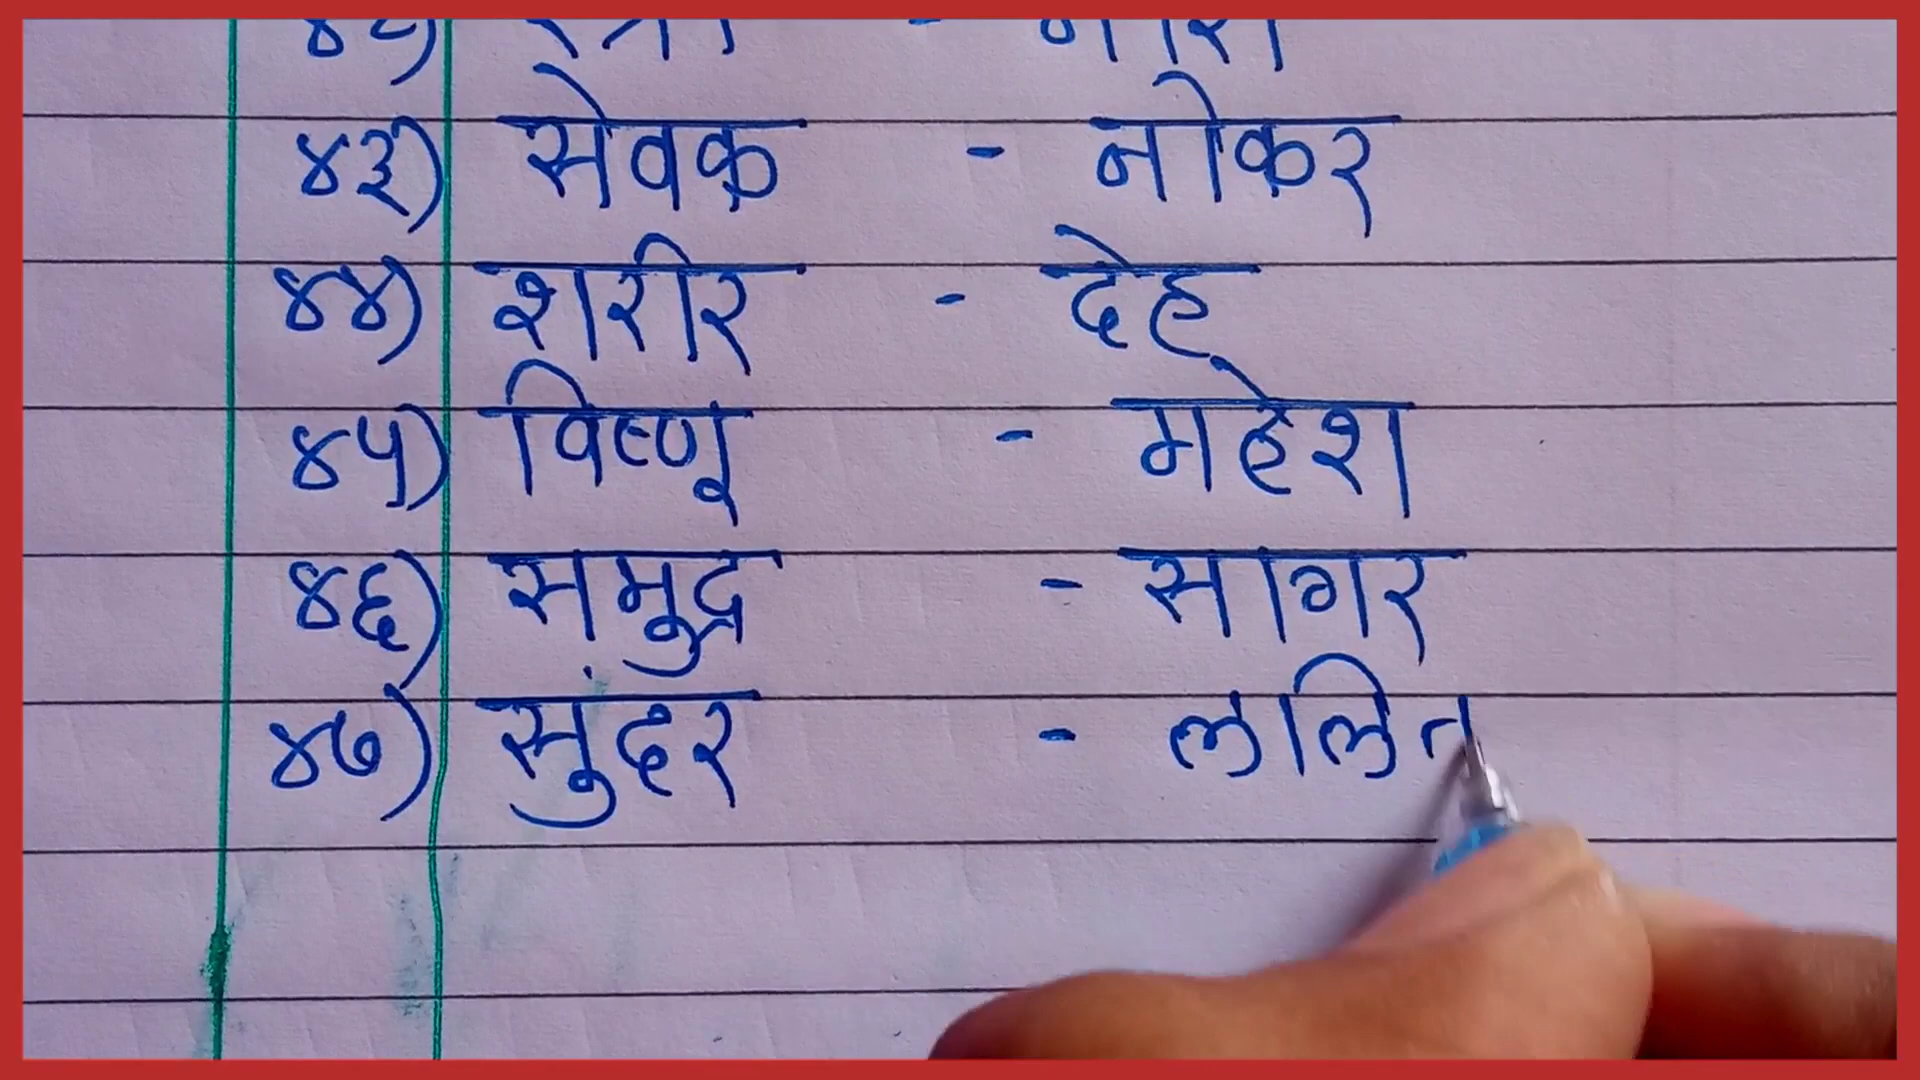 ४३) सेवक - नोकर
४४) शरीर - देह
४५) विष्णू - महेश
४६) समुद्र - सागर
४७) सुंदर - ललित